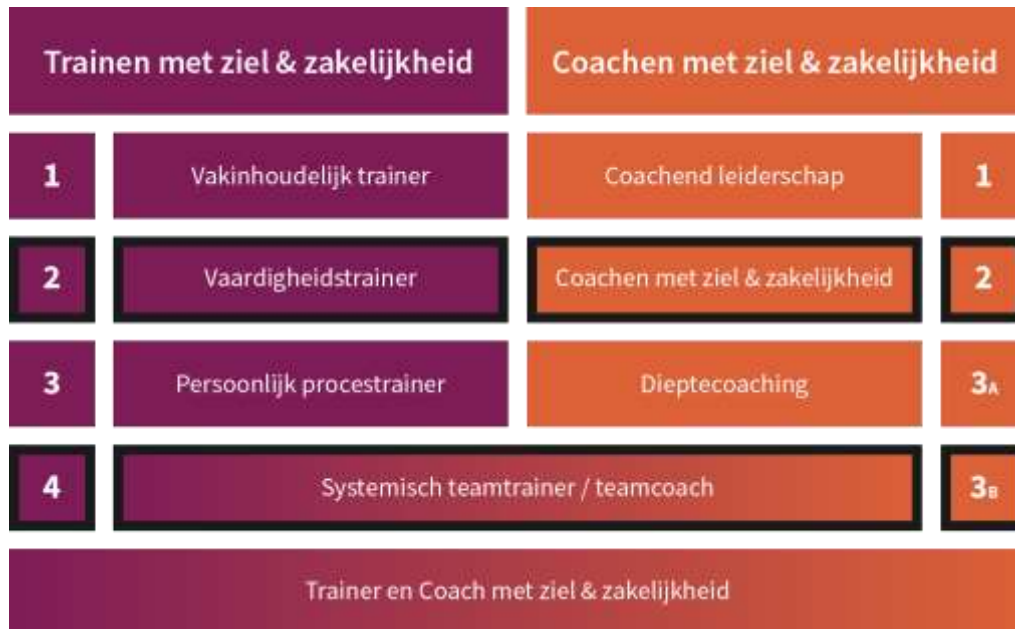 Trainen met ziel & zakelijkheid
Coachen met ziel & zakelijkheid
1 Vakinhoudelijk trainer Coachend leiderschap 1
2 Vaardigheidstrainer Coachen met ziel & zakelijkheid 2
3 Persoonlijk procestrainer Dieptecoaching 3A
4 Systemisch teamtrainer / teamcoach 3B
Trainer en Coach met ziel & zakelijkheid